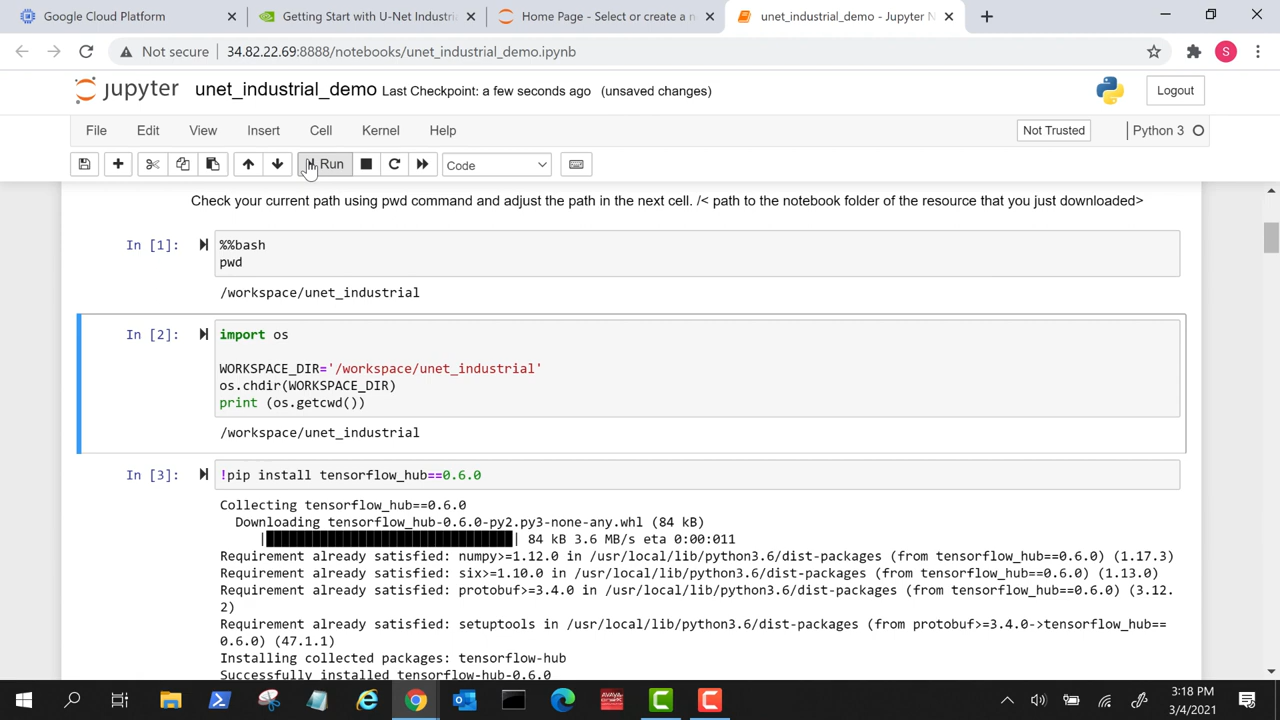 Google Cloud Platform
Getting Start with U-Net Industri
Home Page - Select or create a n
unet_industrial_demo - Jupyter N
Not secure 34.82.22.69:8888/notebooks/unet_industrial_demo.ipynb
S
jupyter unet_industrial_demo Last Checkpoint: a few seconds ago (unsaved changes)
Logout
File Edit View Insert Cell Kernel Help
Not Trusted
Python 3
Run
Code
Check your current path using pwd command and adjust the path in the next cell. /< path to the notebook folder of the resource that you just downloaded>
In [1]:
%%bash
pwd
/workspace/unet_industrial
In [2]:
import os
WORKSPACE_DIR='/workspace/unet_industrial'
os.chdir(WORKSPACE_DIR)
print (os.getcwd())
/workspace/unet_industrial
In [3]:
!pip install tensorflow_hub==0.6.0
Collecting tensorflow_hub==0.6.0
Downloading tensorflow_hub-0.6.0-py2.py3-none-any.whl (84 kB)
|████████████████████████████████| 84 kB 3.6 MB/s eta 0:00:011
Requirement already satisfied: numpy>=1.12.0 in /usr/local/lib/python3.6/dist-packages (from tensorflow_hub==0.6.0) (1.17.3)
Requirement already satisfied: six>=1.10.0 in /usr/local/lib/python3.6/dist-packages (from tensorflow_hub==0.6.0) (1.13.0)
Requirement already satisfied: protobuf>=3.4.0 in /usr/local/lib/python3.6/dist-packages (from tensorflow_hub==0.6.0) (3.12.
2)
Requirement already satisfied: setuptools in /usr/local/lib/python3.6/dist-packages (from protobuf>=3.4.0->tensorflow_hub==
0.6.0) (47.1.1)
Installing collected packages: tensorflow-hub
Successfully installed tensorflow-hub-0.6.0
AVAYA
3:18 PM
3/4/2021